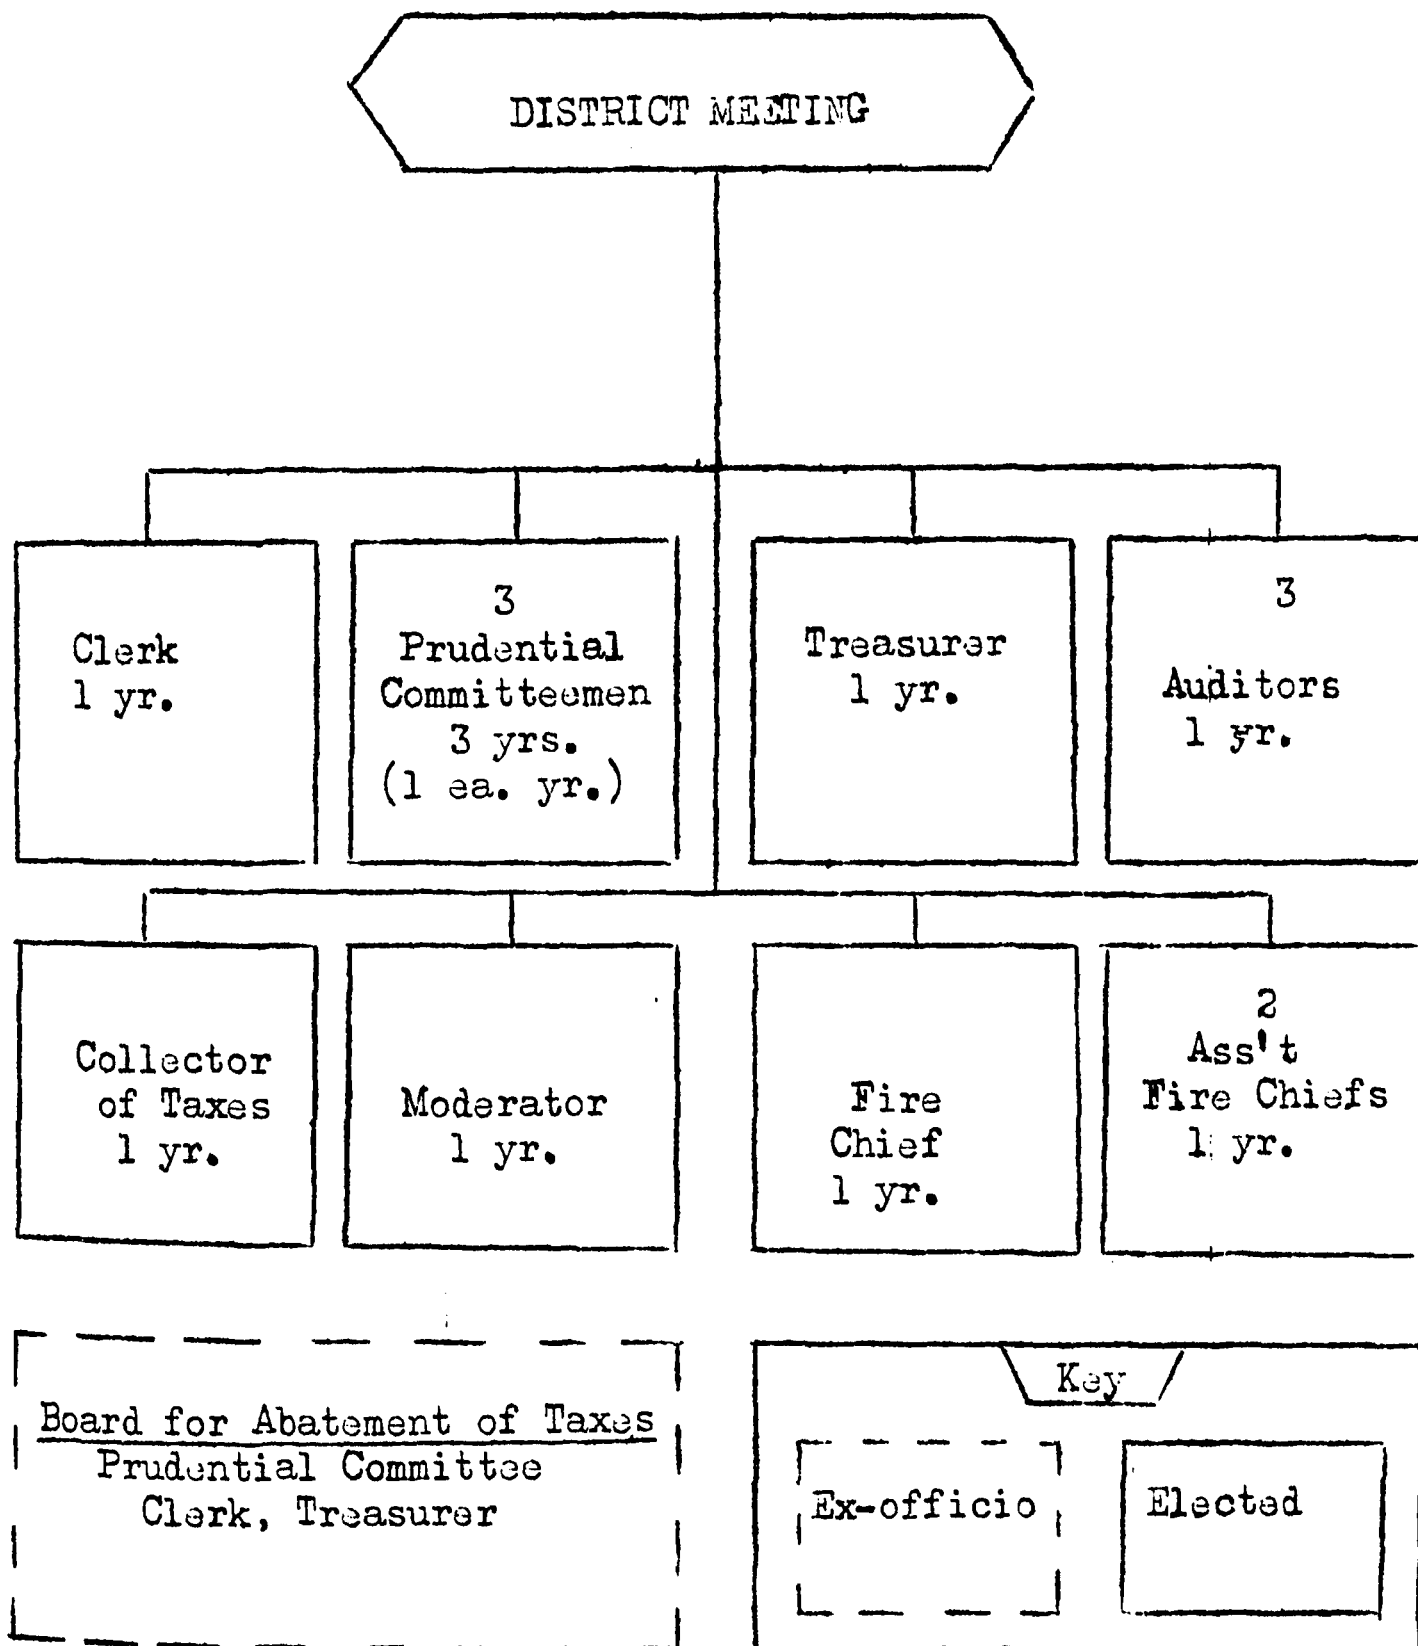 DISTRICT MEETING
Clerk
1 yr.
3
Prudential
Committeemen
3 yrs.
(1 ea. yr.)
Treasurer
1 yr.
3
Auditors
1 yr.
Collector
of Taxes
1 yr.
Moderator
1 yr.
Fire
Chief
1 yr.
2
Ass't
Fire Chiefs
1 yr.
Board for Abatement of Taxes
Prudential Committee
Clerk, Treasurer
Key
Ex-officio
Elected